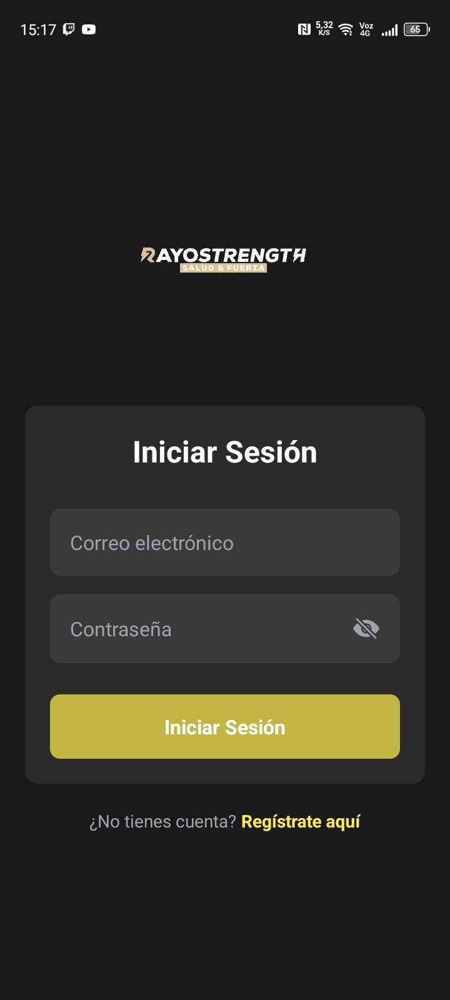 15:17
5,32
K/S
Voz
4G
65
RAYOSTRENGTH
SALUD & FUERZA
Iniciar Sesión
Correo electrónico
Contraseña
Iniciar Sesión
¿No tienes cuenta? Regístrate aquí